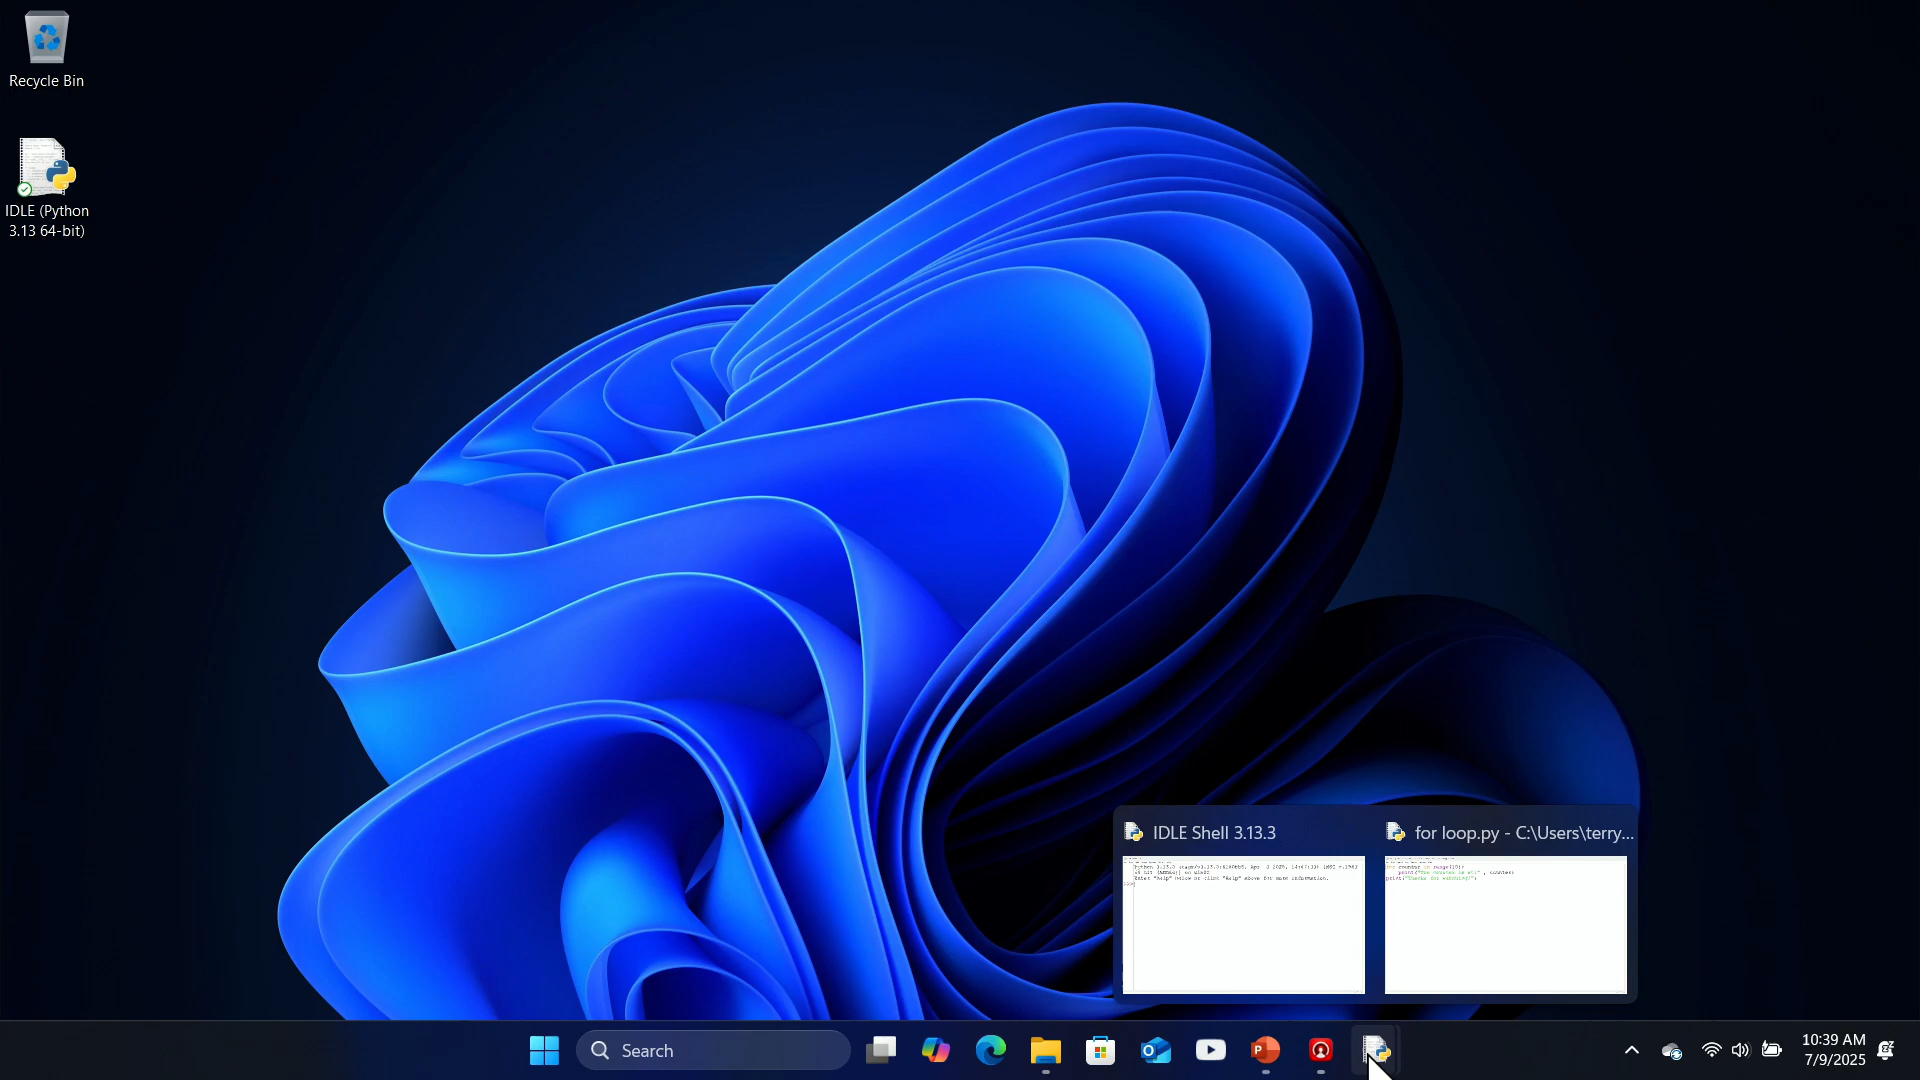 Recycle Bin
IDLE (Python
3.13 64-bit)
IDLE Shell 3.13.3
for loop.py - C:\Users\terry...
Search
10:39 AM
7/9/2025